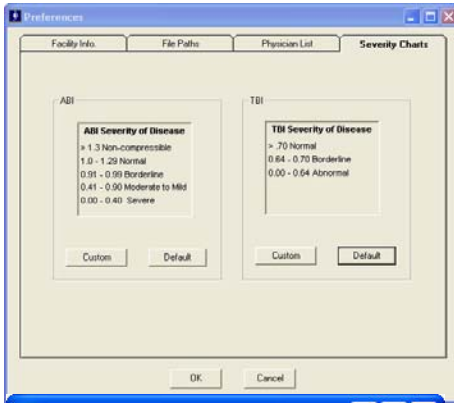 Preferences
Facility Info.
File Paths
Physician List
Severity Charts
ABI
ABI Severity of Disease
> 1.3 Non-compressible
1.0 - 1.29 Normal
0.91 - 0.99 Borderline
0.41 - 0.90 Moderate to Mild
0.00 - 0.40 Severe
Custom
Default
TBI
TBI Severity of Disease
> .70 Normal
0.64 - 0.70 Borderline
0.00 - 0.64 Abnormal
Custom
Default
OK
Cancel